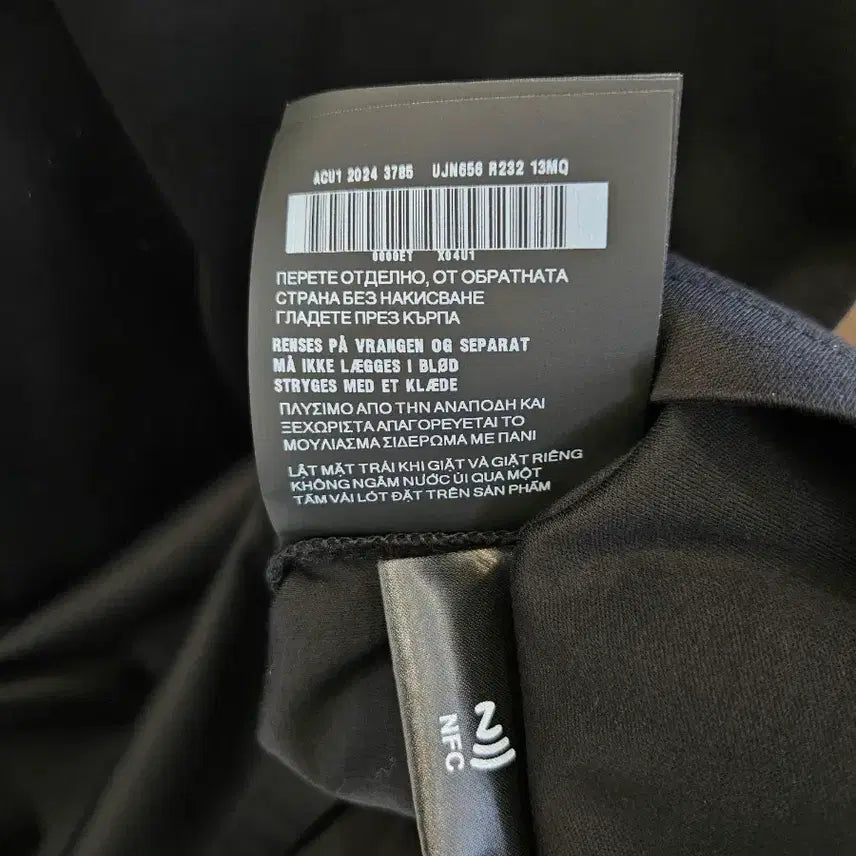 ACU1 2024 3785 UJN656 R232 13MQ
0000ET X04U1
ПЕРЕТЕ ОТДЕЛНО, ОТ ОБРАТНАТА
СТРАНА БЕЗ НАКИСВАНЕ
ГЛАДЕТЕ ПРЕЗ КЪРПА
RENSES PÅ VRANGEN OG SEPARAT
MÅ IKKE LÆGGES I BLØD
STRYGES MED ET KLÆDE
ΠΛΥΣΙΜΟ ΑΠΟ ΤΗΝ ΑΝΑΠΟΔΗ ΚΑΙ
ΞΕΧΩΡΙΣΤΑ ΑΠΑΓΟΡΕΥΕΤΑΙ ΤΟ
ΜΟΥΛΙΑΣΜΑ ΣΙΔΕΡΩΜΑ ΜΕ ΠΑΝΙ
LẬT MẶT TRÁI KHI GIẶT VÀ GIẶT RIÊNG
KHÔNG NGÂM NƯỚC ỦI QUA MỘT
TẤM VẢI LÓT ĐẶT TRÊN SẢN PHẨM
NFC